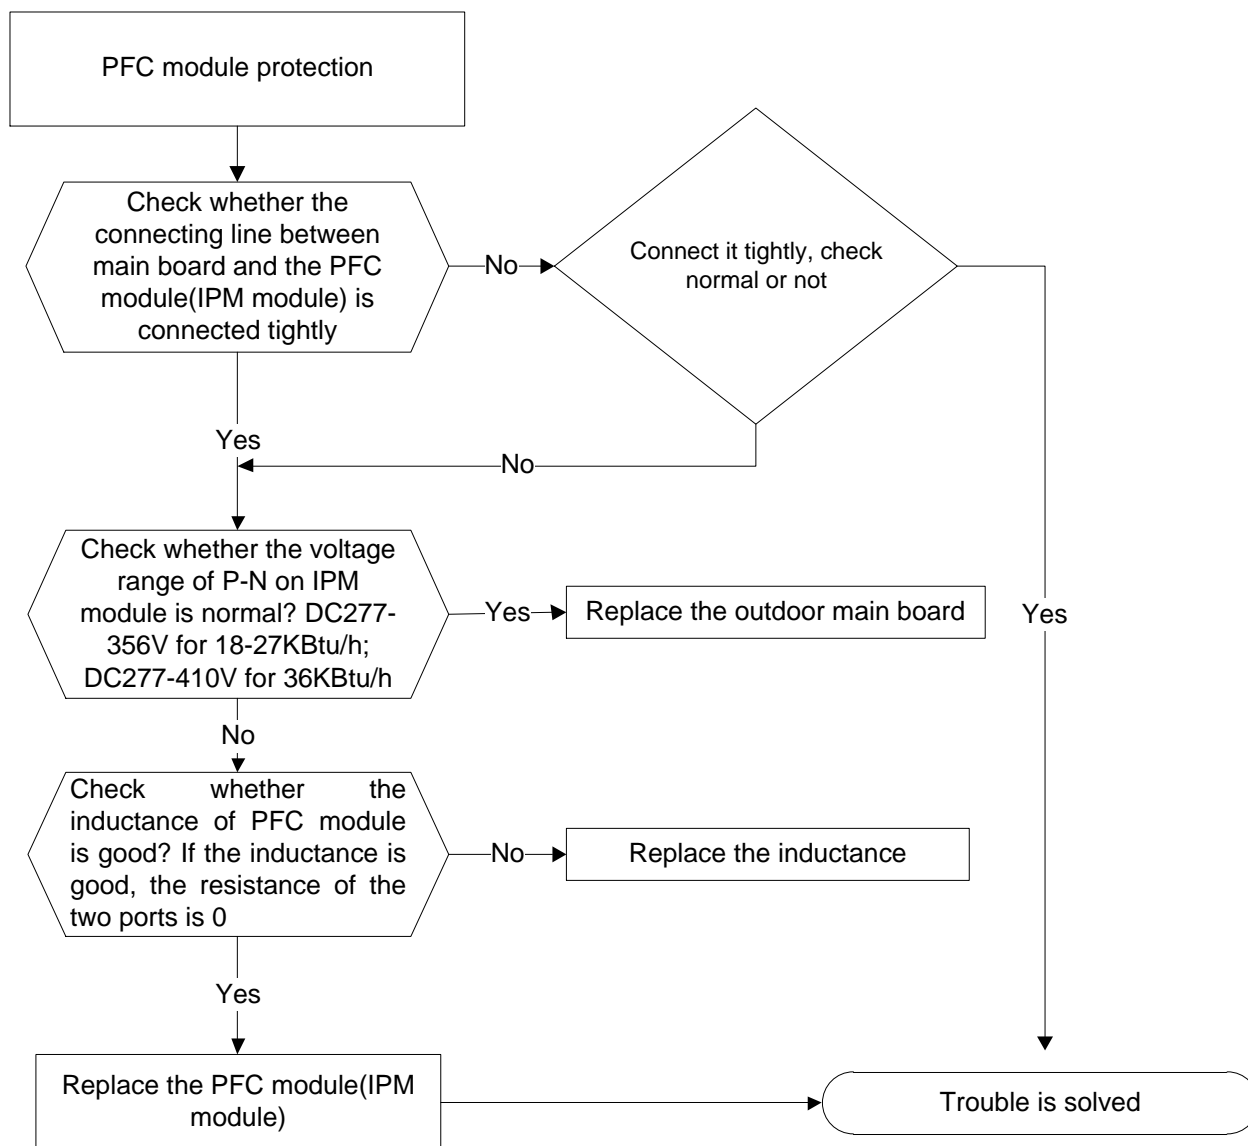 PFC module protection
Check whether the
connecting line between
main board and the PFC
module(IPM module) is
connected tightly
No
Connect it tightly, check
normal or not
Yes
No
Check whether the voltage
range of P-N on IPM
module is normal? DC277-
356V for 18-27KBtu/h;
DC277-410V for 36KBtu/h
Yes
Replace the outdoor main board
Yes
No
Check whether the
inductance of PFC module
is good? If the inductance is
good, the resistance of the
two ports is 0
No
Replace the inductance
Yes
Replace the PFC module(IPM
module)
Trouble is solved